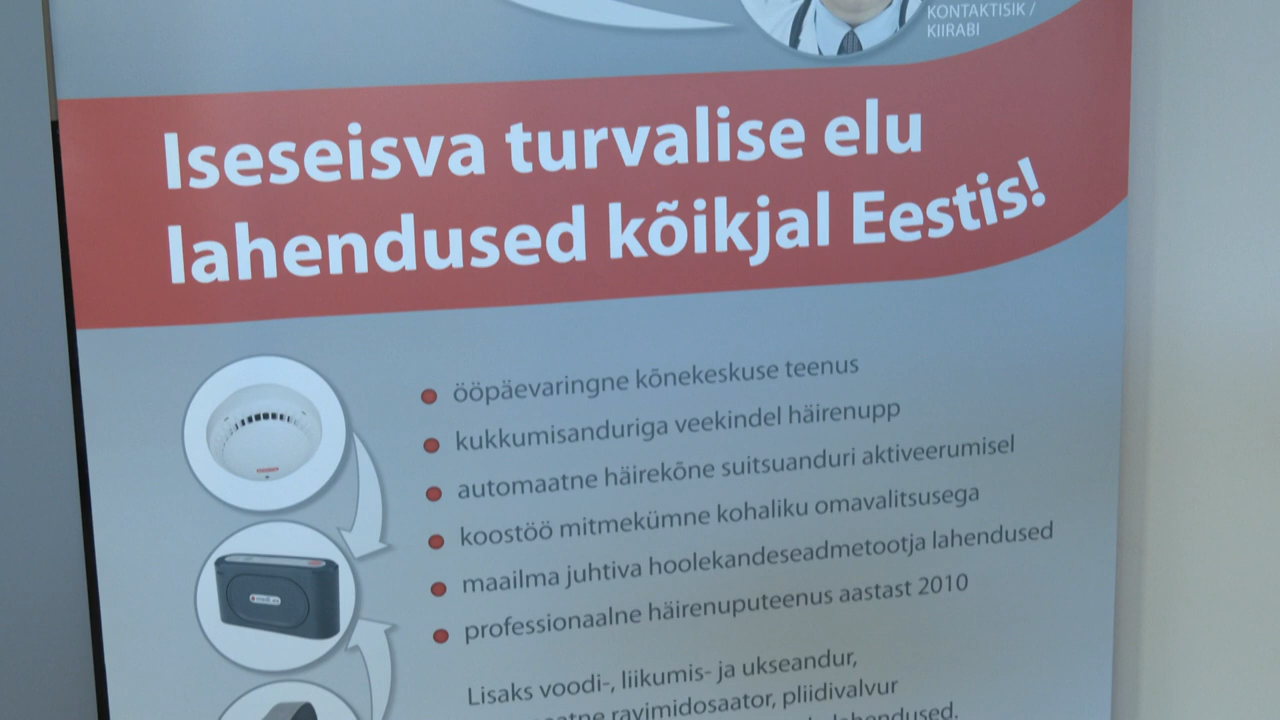 KONTAKTISIK /
KIIRABI
Iseseisva turvalise elu
lahendused kõikjal Eestis!
ööpäevaringne kõnekeskuse teenus
kukkumisanduriga veekindel häirenupp
automaatne häirekõne suitsuanduri aktiveerumisel
koostöö mitmekümne kohaliku omavalitsusega
maailma juhtiva hoolekandeseadmetootja lahendused
professionaalne häirenuputeenus aastast 2010
Lisaks voodi-, liikumis- ja ukseandur,
ravimidosaator, pliidivalvur